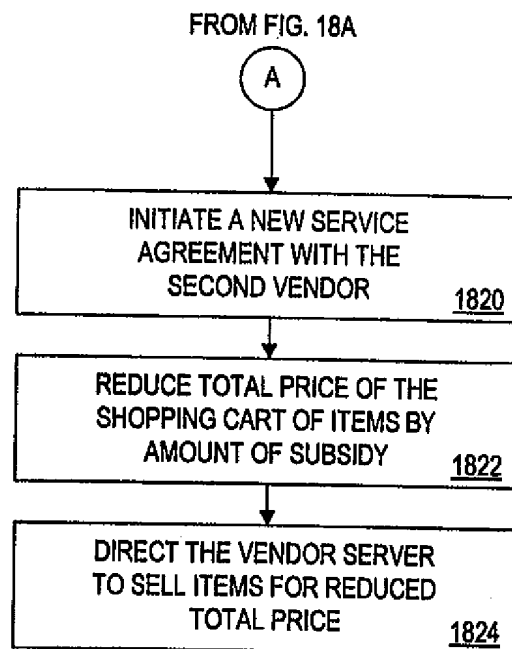 FROM FIG. 18A
A
INITIATE A NEW SERVICE
AGREEMENT WITH THE
SECOND VENDOR
1820
REDUCE TOTAL PRICE OF THE
SHOPPING CART OF ITEMS BY
AMOUNT OF SUBSIDY
1822
DIRECT THE VENDOR SERVER
TO SELL ITEMS FOR REDUCED
TOTAL PRICE
1824